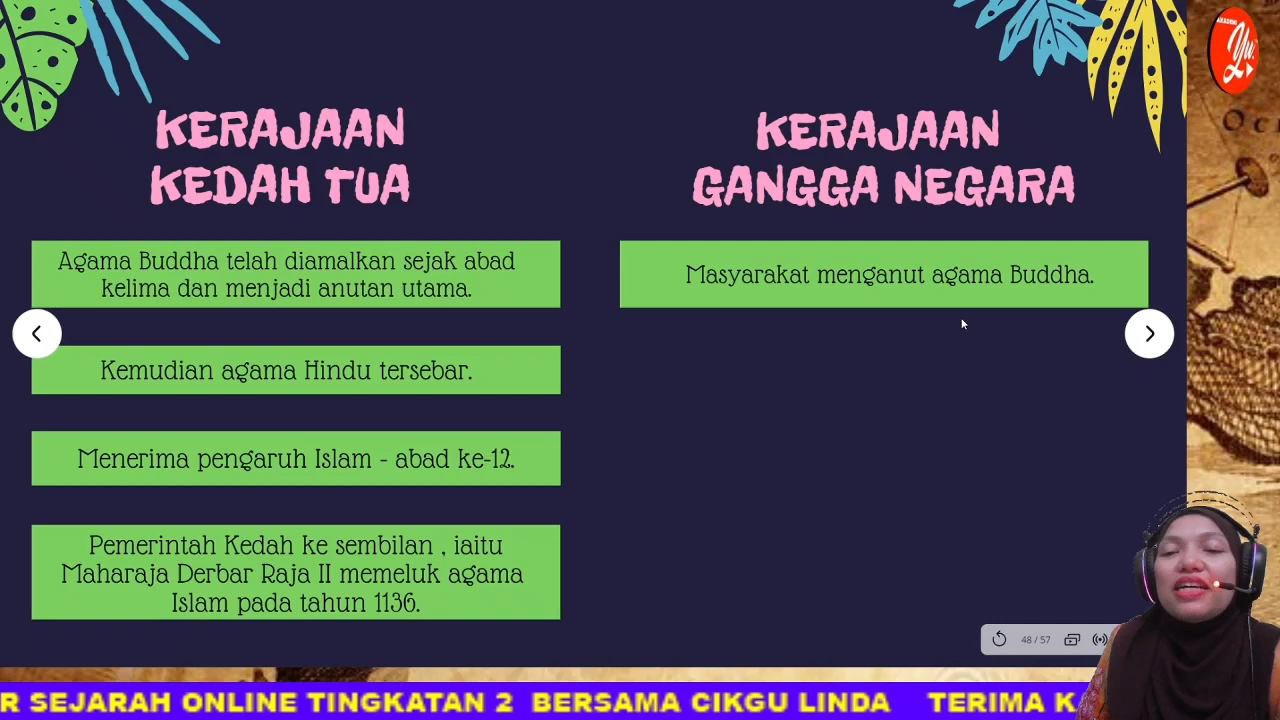 KERAJAAN
KEDAH TUA
Agama Buddha telah diamalkan sejak abad
kelima dan menjadi anutan utama.
Kemudian agama Hindu tersebar.
Menerima pengaruh Islam - abad ke-12.
Pemerintah Kedah ke sembilan , iaitu
Maharaja Derbar Raja II memeluk agama
Islam pada tahun 1136.
KERAJAAN
GANGGA NEGARA
Masyarakat menganut agama Buddha.
AKADEMI
48 / 57
R SEJARAH ONLINE TINGKATAN 2 BERSAMA CIKGU LINDA TERIMA K